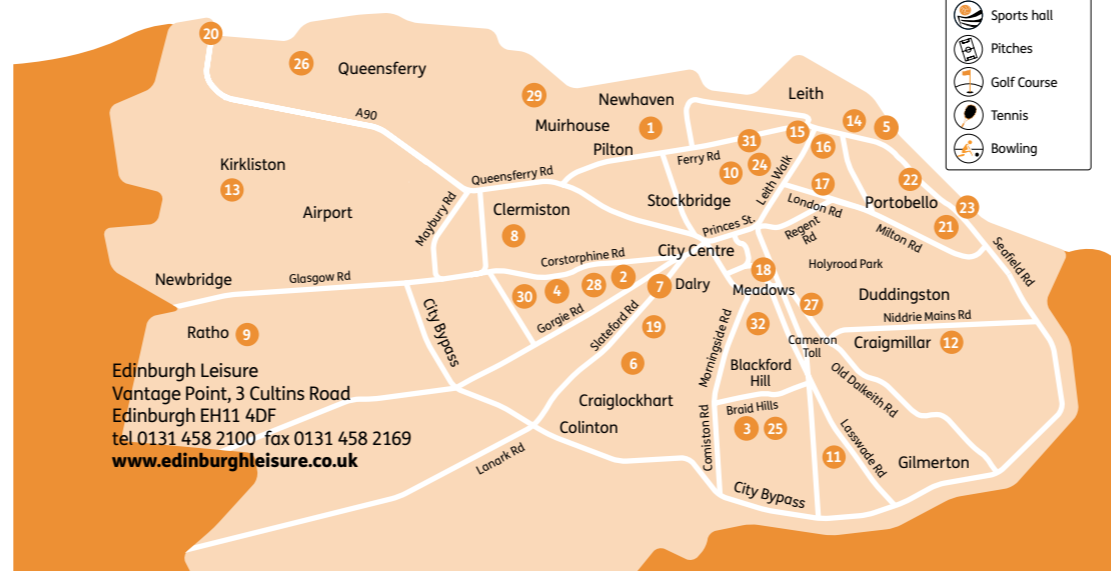 Sports hall
Pitches
Golf Course
Tennis
Bowling
20
26
Queensferry
A90
29
Newhaven
Muirhouse
1
Pilton
Leith
14
5
15
31
16
Ferry Rd
10
24
Leith Walk
Kirkliston
13
Queensferry Rd
Airport
Maybury Rd
Clermiston
8
Stockbridge
17
London Rd
22
Portobello
23
21
Princes St.
Regent
Rd
Milton Rd
Seafield Rd
Corstorphine Rd
City Centre
Holyrood Park
Newbridge
Glasgow Rd
30
4
28
2
7
Dalry
18
Meadows
27
Duddingston
City Bypass
Gorgie Rd
Slateford Rd
19
Morningside Rd
32
Niddrie Mains Rd
Ratho
9
6
Cameron
Toll
Craigmillar
12
Blackford
Hill
Old Dalkeith Rd
Craiglockhart
Braid Hills
Colinton
3
25
Comiston Rd
Lanark Rd
11
Lasswade Rd
Gilmerton
City Bypass
Edinburgh Leisure
Vantage Point, 3 Cultins Road
Edinburgh EH11 4DF
tel 0131 458 2100 fax 0131 458 2169
www.edinburghleisure.co.uk